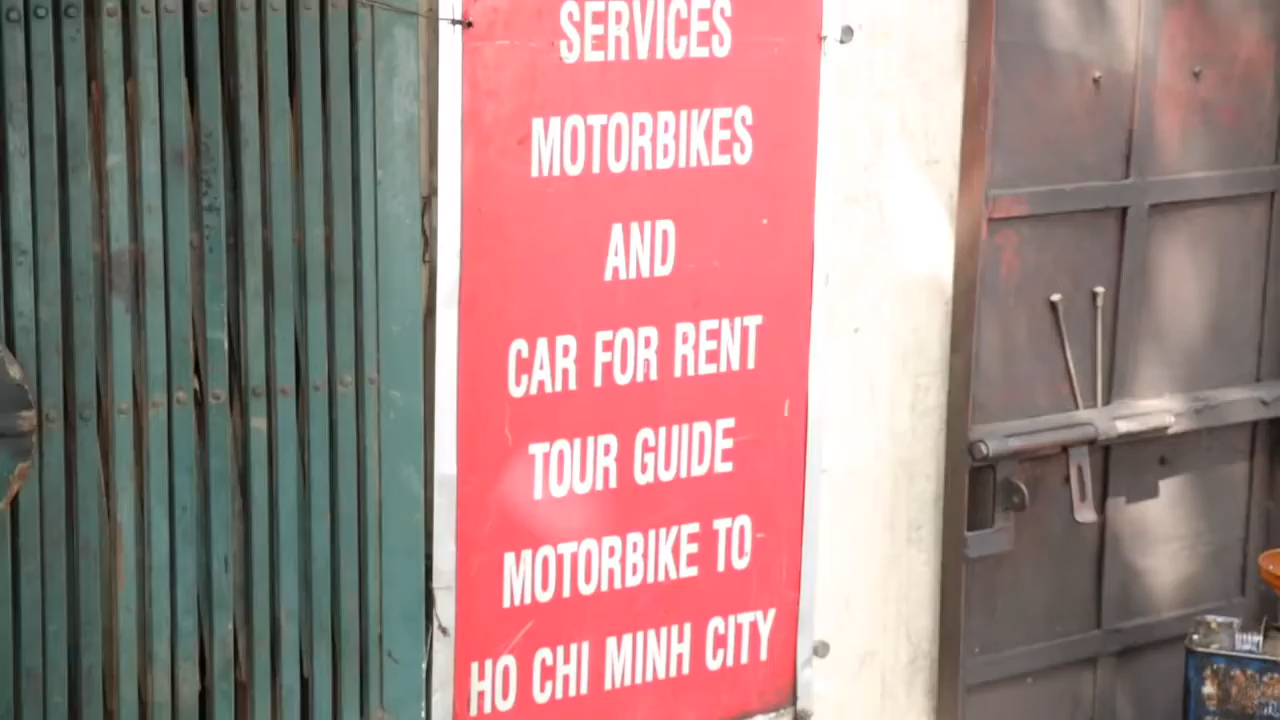 SERVICES
MOTORBIKES
AND
CAR FOR RENT
TOUR GUIDE
MOTORBIKE TO
HO CHI MINH CITY